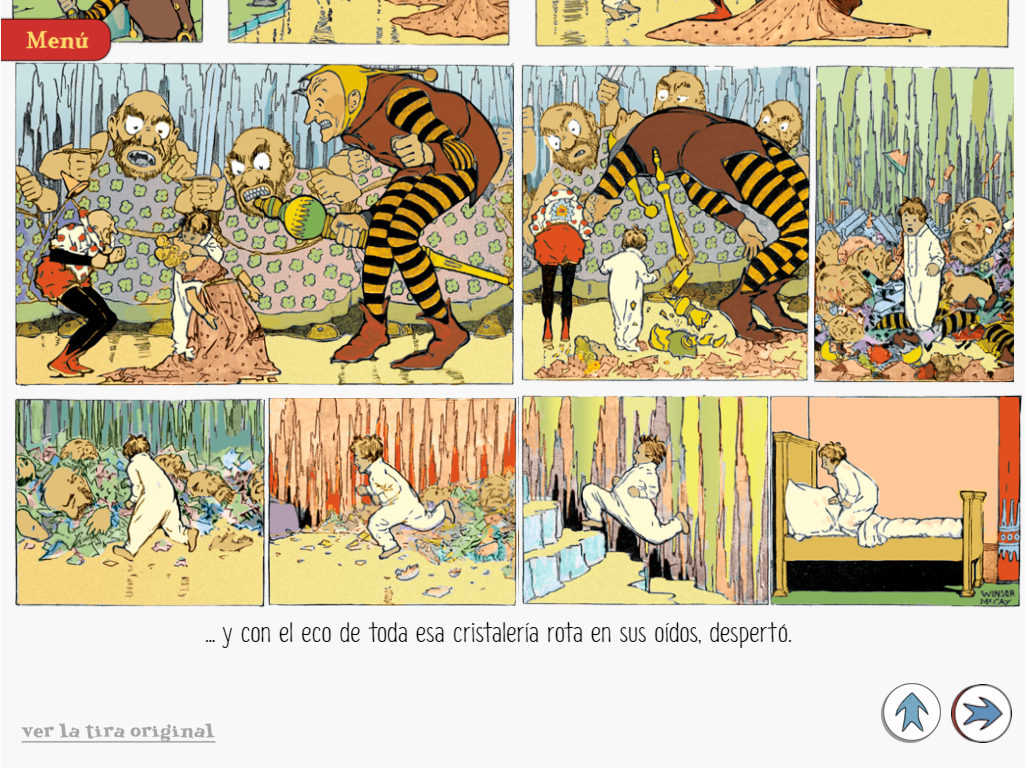 Menú
WINSOR
McCAY
... y con el eco de toda esa cristalería rota en sus oídos, despertó.
ver la tira original